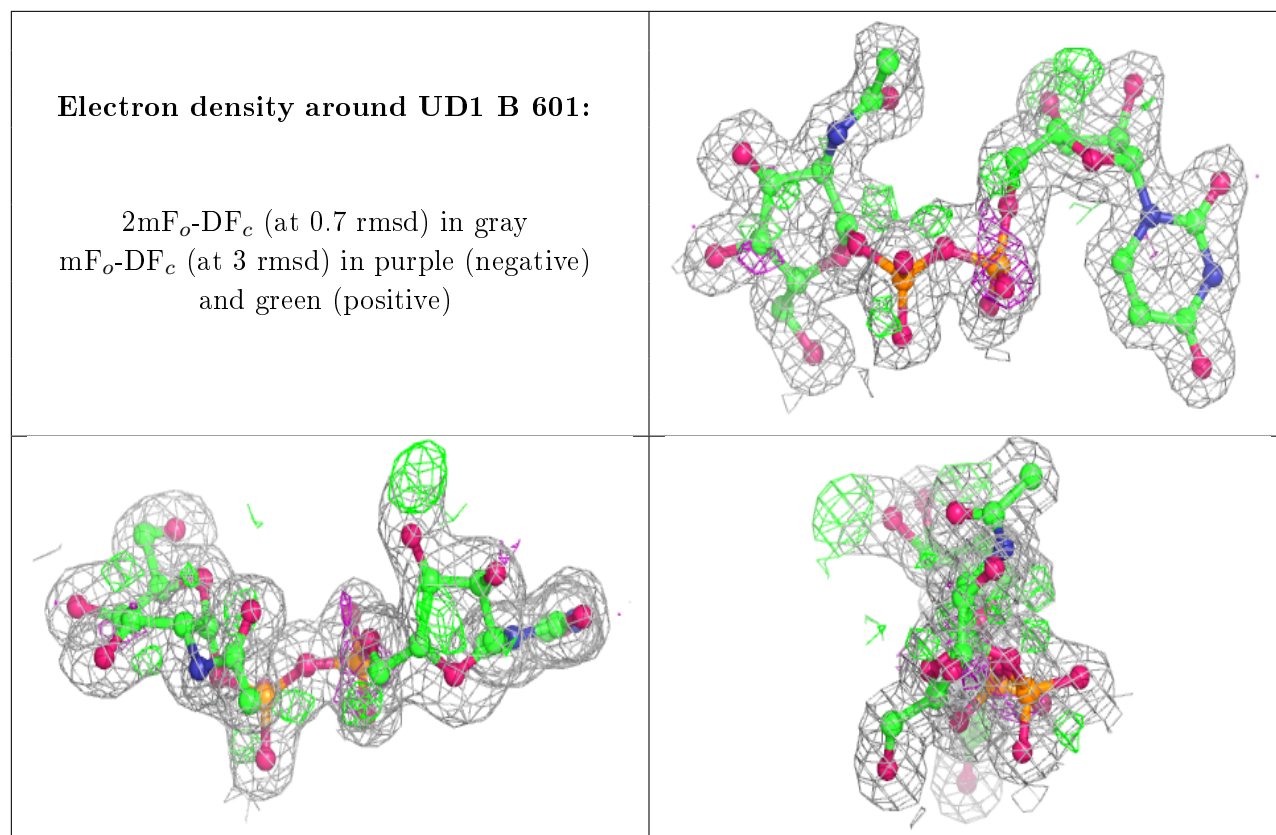 Electron density around UD1 B 601:
2mFₒ-DF𝒸 (at 0.7 rmsd) in gray
mFₒ-DF𝒸 (at 3 rmsd) in purple (negative)
and green (positive)